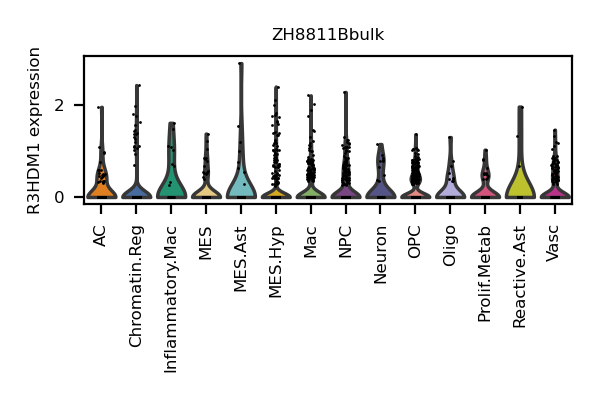 ZH8811Bbulk
R3HDM1 expression
2
0
AC
Chromatin.Reg
Inflammatory.Mac
MES
MES.Ast
MES.Hyp
Mac
NPC
Neuron
OPC
Oligo
Prolif.Metab
Reactive.Ast
Vasc